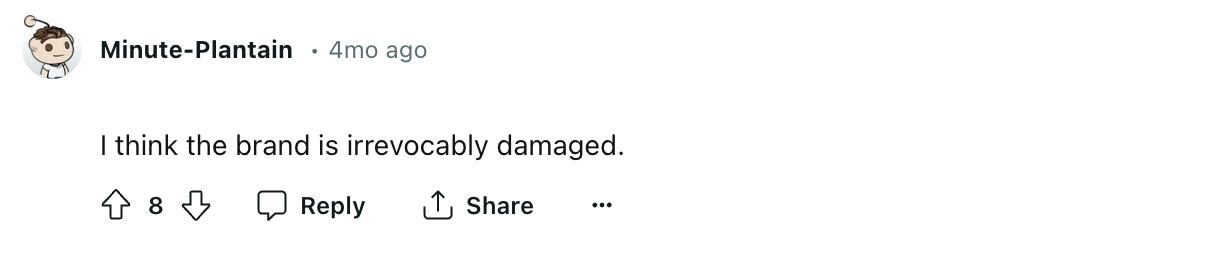 Minute-Plantain • 4mo ago
I think the brand is irrevocably damaged.
8 Reply Share ...